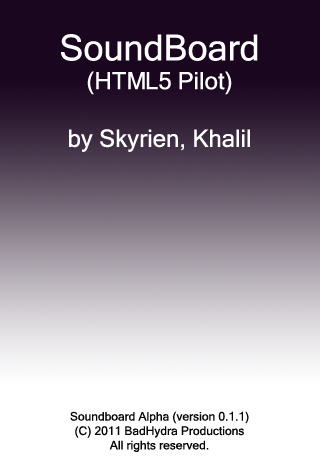 SoundBoard
(HTML5 Pilot)
by Skyrien, Khalil
Soundboard Alpha (version 0.1.1)
(C) 2011 BadHydra Productions
All rights reserved.